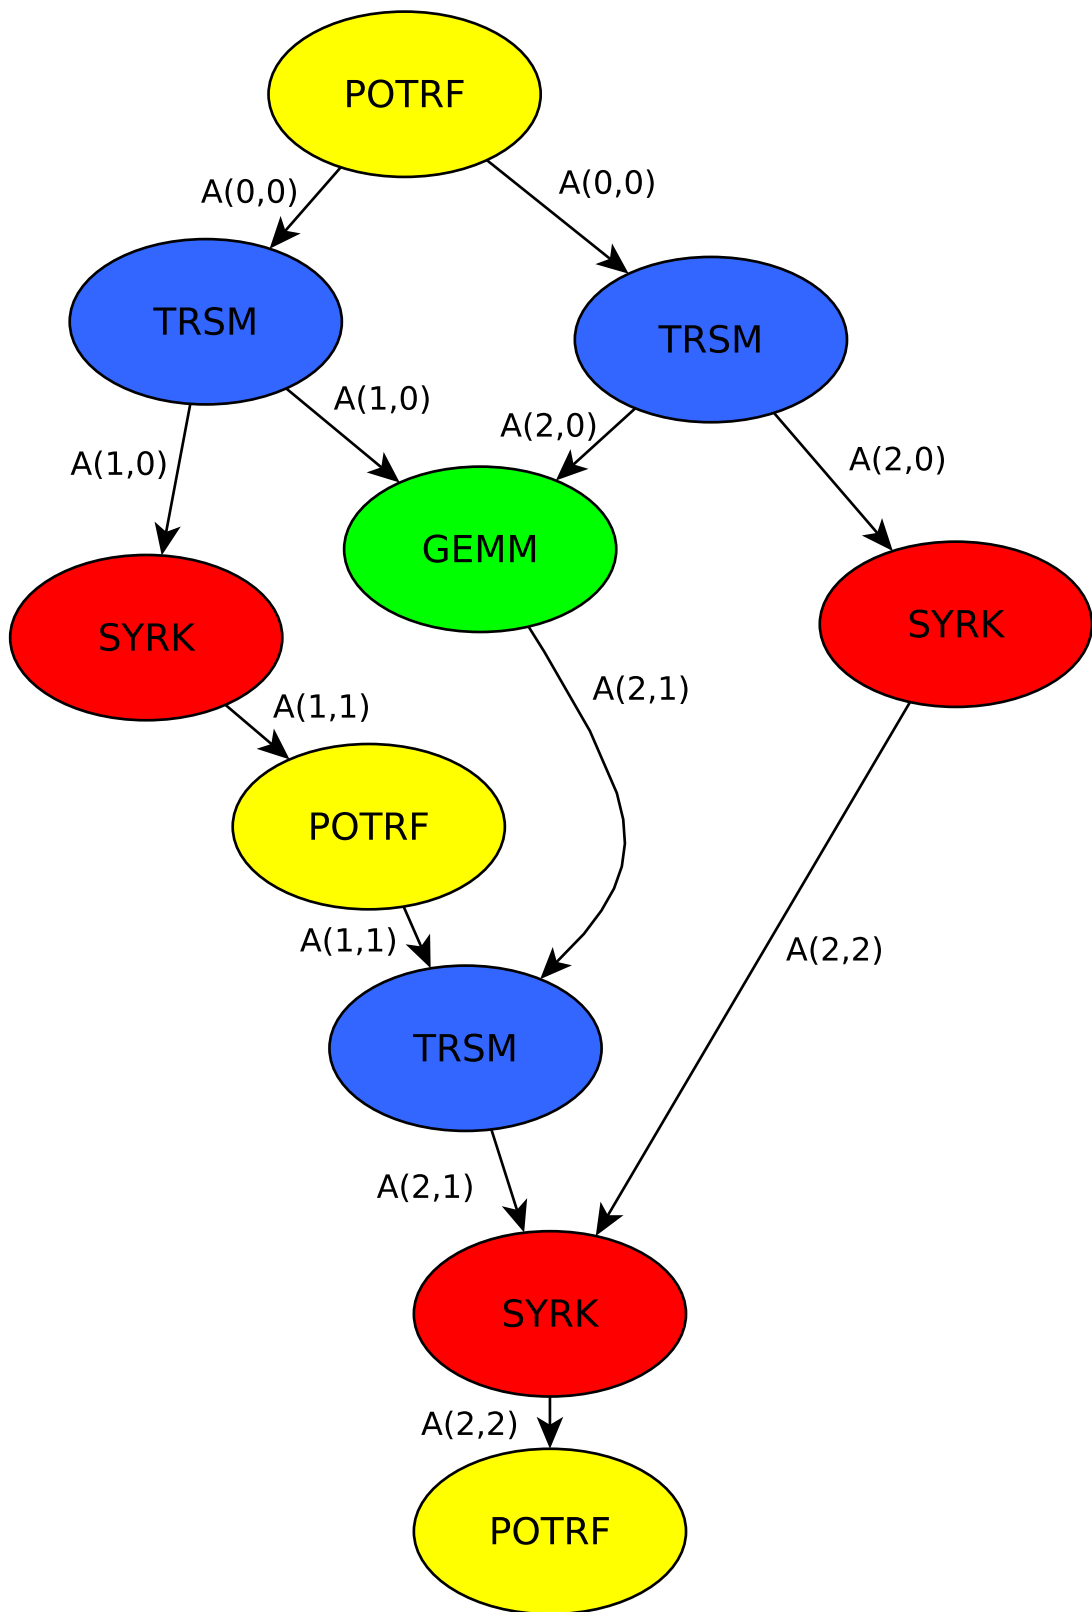 POTRF
A(0,0)
A(0,0)
TRSM
TRSM
A(1,0)
A(2,0)
A(1,0)
A(2,0)
GEMM
SYRK
SYRK
A(2,1)
A(1,1)
POTRF
A(1,1)
A(2,2)
TRSM
A(2,1)
SYRK
A(2,2)
POTRF